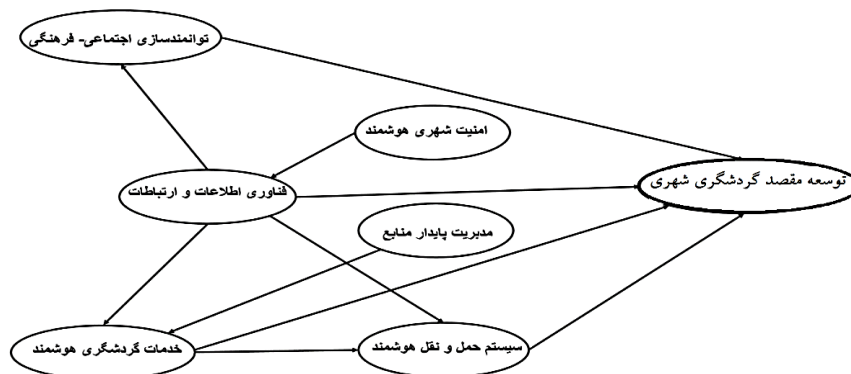 توانمندسازی اجتماعی- فرهنگی
امنیت شهری هوشمند
توسعه مقصد گردشگری شهری
فناوری اطلاعات و ارتباطات
مدیریت پایدار منابع
خدمات گردشگری هوشمند
سیستم حمل و نقل هوشمند